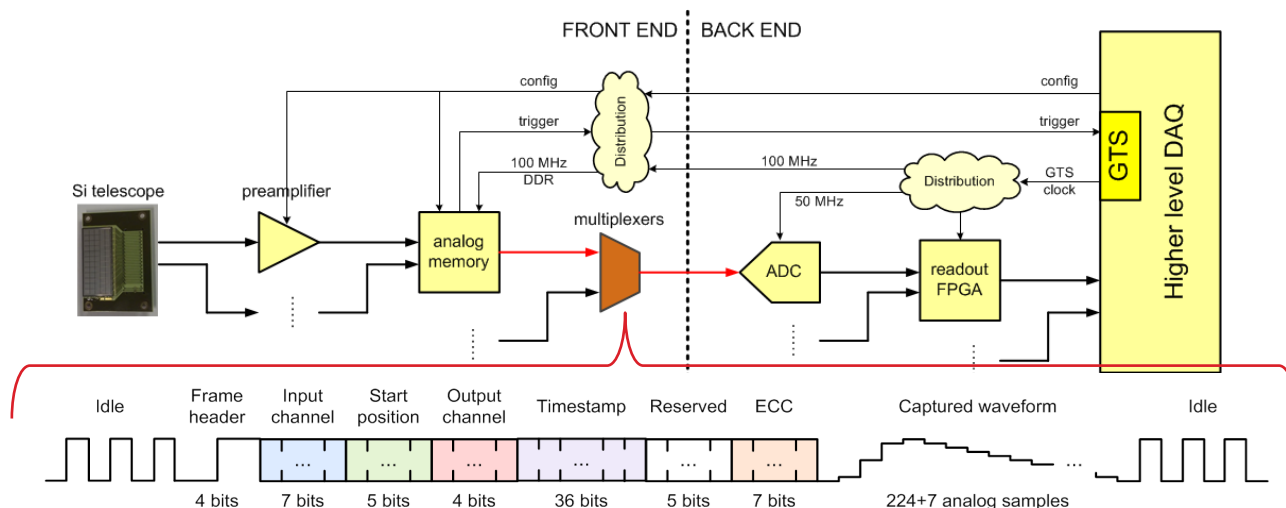 FRONT END
BACK END
config
config
trigger
trigger
Distribution
100 MHz
DDR
100 MHz
GTS
clock
Distribution
50 MHz
GTS
Higher level DAQ
Si telescope
preamplifier
analog
memory
multiplexers
ADC
readout
FPGA
Idle
Frame
header
Input
channel
Start
position
Output
channel
Timestamp
Reserved
ECC
Captured waveform
Idle
...
...
...
...
...
...
...
4 bits
7 bits
5 bits
4 bits
36 bits
5 bits
7 bits
224+7 analog samples